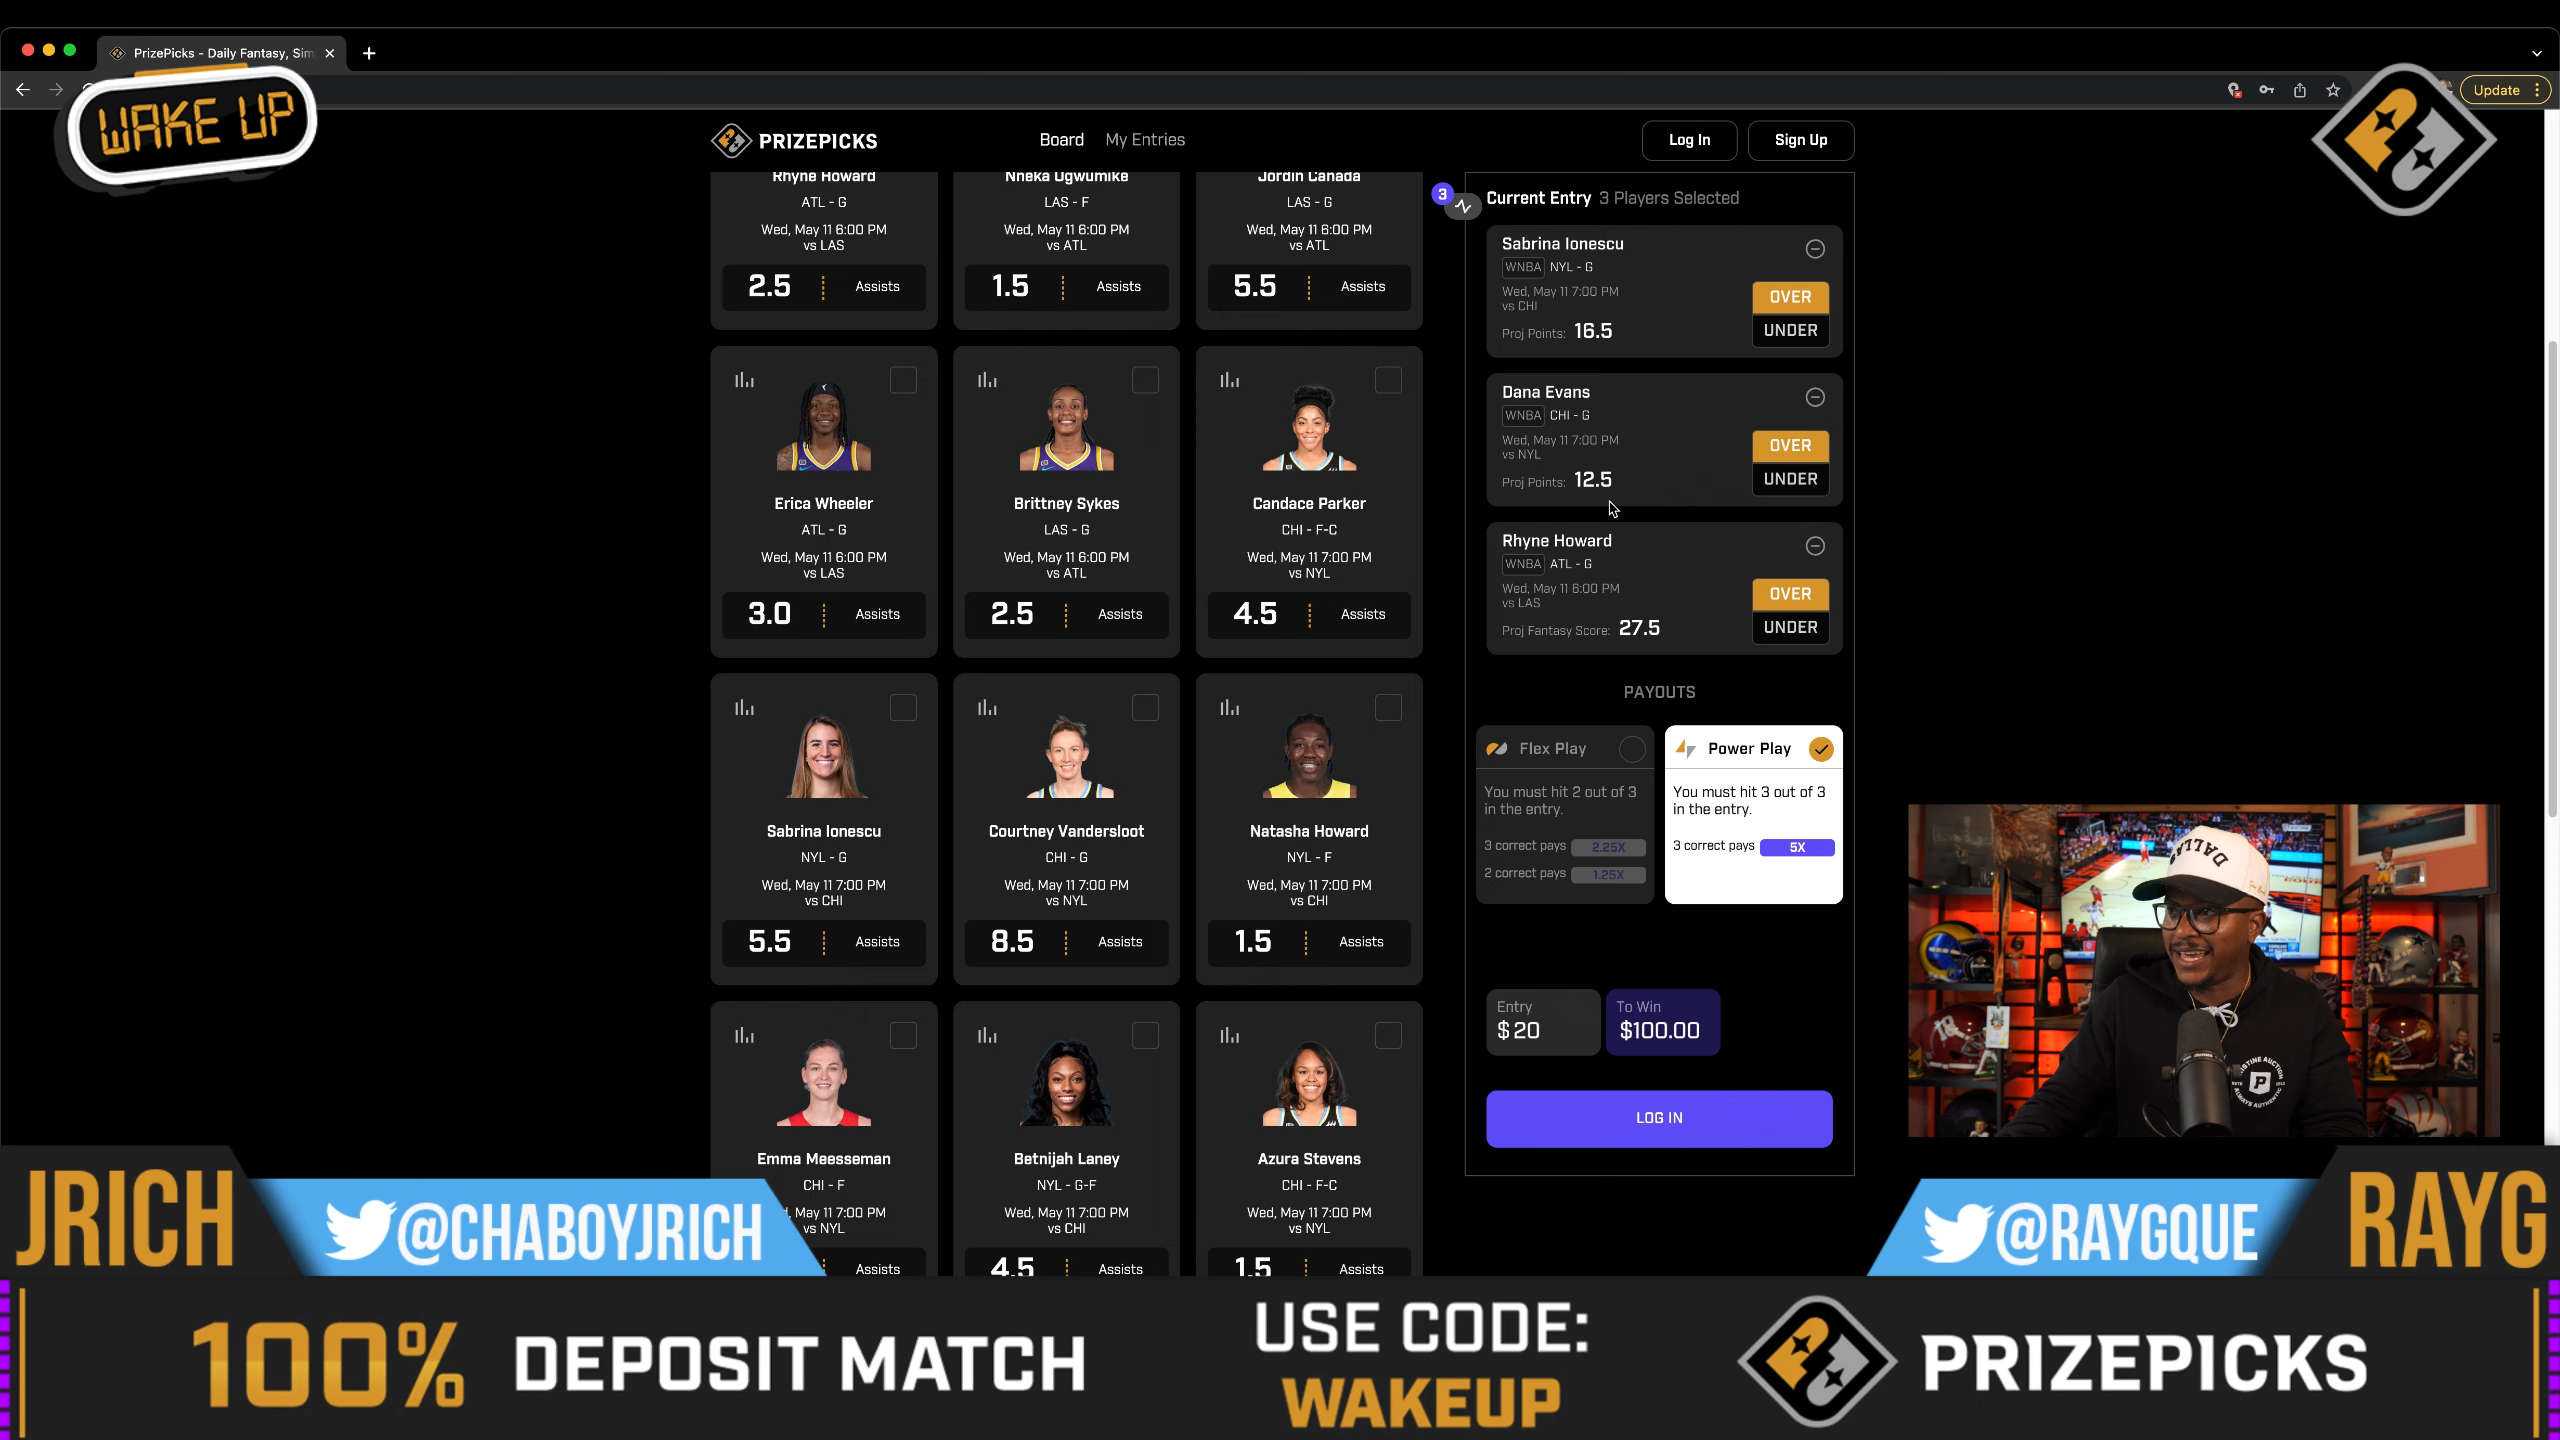 PrizePicks - Daily Fantasy, Sim
Update
WAKE UP
PRIZEPICKS
Board
My Entries
Log In
Sign Up
Rhyne Howard
ATL - G
Wed, May 11 6:00 PM
vs LAS
2.5
Assists
Nneka Ogwumike
LAS - F
Wed, May 11 6:00 PM
vs ATL
1.5
Assists
Jordin Canada
LAS - G
Wed, May 11 6:00 PM
vs ATL
5.5
Assists
Erica Wheeler
ATL - G
Wed, May 11 6:00 PM
vs LAS
3.0
Assists
Brittney Sykes
LAS - G
Wed, May 11 6:00 PM
vs ATL
2.5
Assists
Candace Parker
CHI - F-C
Wed, May 11 7:00 PM
vs NYL
4.5
Assists
Sabrina Ionescu
NYL - G
Wed, May 11 7:00 PM
vs CHI
5.5
Assists
Courtney Vandersloot
CHI - G
Wed, May 11 7:00 PM
vs NYL
8.5
Assists
Natasha Howard
NYL - F
Wed, May 11 7:00 PM
vs CHI
1.5
Assists
Emma Meesseman
CHI - F
May 11 7:00 PM
vs NYL
Assists
Betnijah Laney
NYL - G-F
Wed, May 11 7:00 PM
vs CHI
4.5
Assists
Azura Stevens
CHI - F-C
Wed, May 11 7:00 PM
vs NYL
1.5
Assists
3
Current Entry 3 Players Selected
Sabrina Ionescu
WNBA NYL - G
Wed, May 11 7:00 PM
vs CHI
Proj Points: 16.5
OVER
UNDER
Dana Evans
WNBA CHI - G
Wed, May 11 7:00 PM
vs NYL
Proj Points: 12.5
OVER
UNDER
Rhyne Howard
WNBA ATL - G
Wed, May 11 6:00 PM
vs LAS
Proj Fantasy Score: 27.5
OVER
UNDER
PAYOUTS
Flex Play
You must hit 2 out of 3
in the entry.
3 correct pays 2.25X
2 correct pays 1.25X
Power Play
You must hit 3 out of 3
in the entry.
3 correct pays 5X
Entry
$ 20
To Win
$100.00
LOG IN
DALLAS
P
JRICH
@CHABOYJRICH
@RAYGQUE
RAYG
100% DEPOSIT MATCH
USE CODE:
WAKEUP
PRIZEPICKS